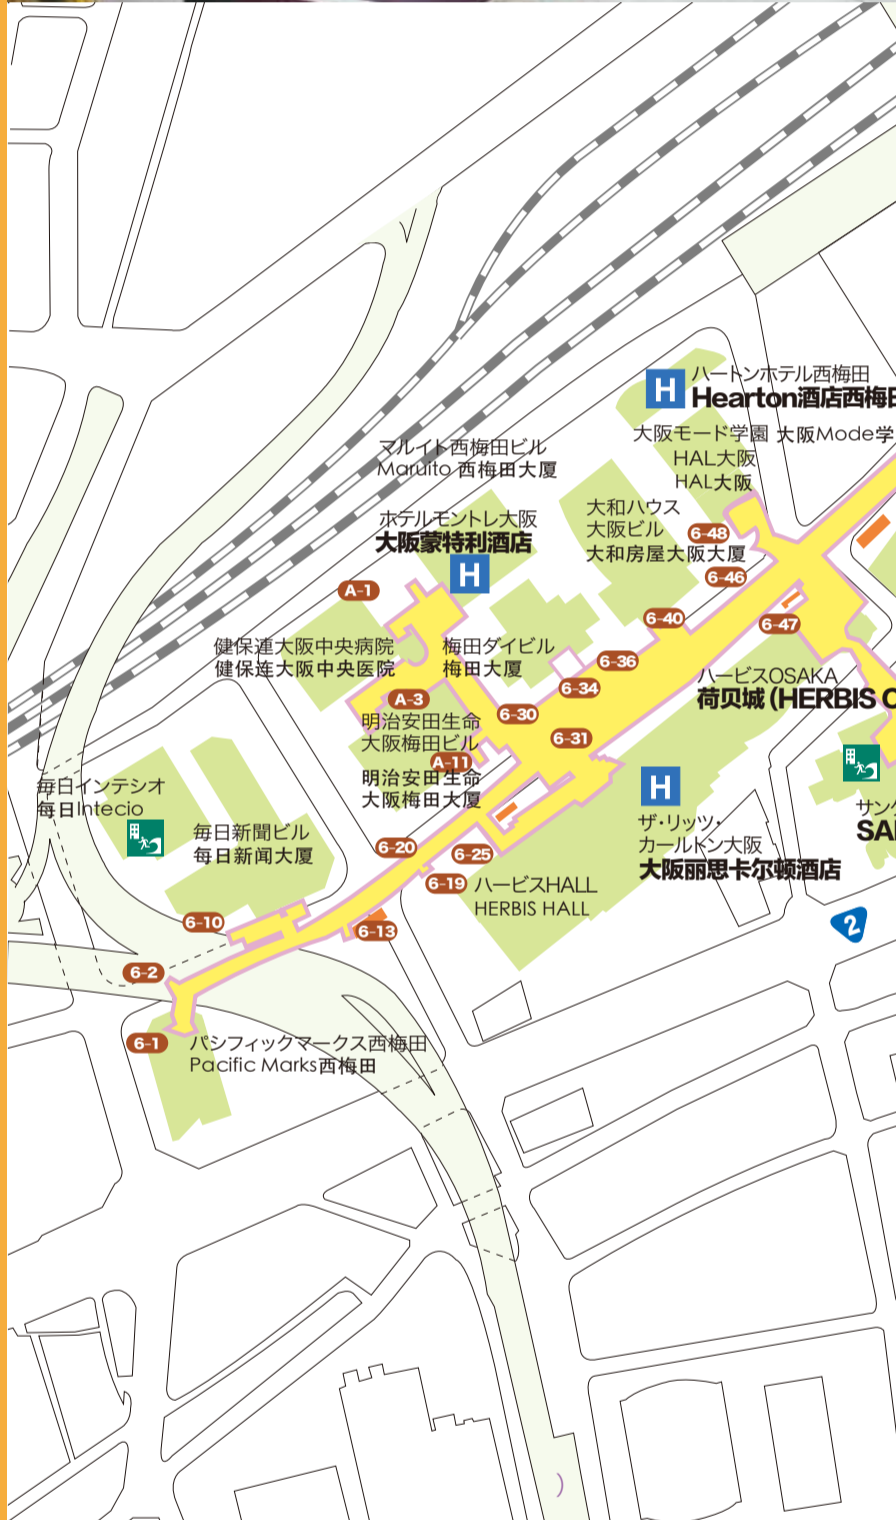 H
ハートンホテル西梅田
Hearton酒店西梅田
大阪モード学園 大阪Mode学
HAL大阪
HAL大阪
マルイト西梅田ビル
Maruito 西梅田大厦
ホテルモントレ大阪
大阪蒙特利酒店
H
大和ハウス
大阪ビル
大和房屋大阪大厦
6-48
6-46
A-1
6-40
6-47
健保連大阪中央病院
健保连大阪中央医院
梅田ダイビル
梅田大厦
6-36
6-34
ハービスOSAKA
荷贝城 (HERBIS O
A-3
6-30
明治安田生命
大阪梅田ビル
6-31
A-11
明治安田生命
大阪梅田大厦
毎日インテシオ
每日Intecio
H
ザ・リッツ・
カールトン大阪
大阪丽思卡尔顿酒店
サンケ
SAN
毎日新聞ビル
每日新闻大厦
6-20
6-25
6-19
ハービスHALL
HERBIS HALL
6-10
6-13
2
6-2
6-1
パシフィックマークス西梅田
Pacific Marks西梅田